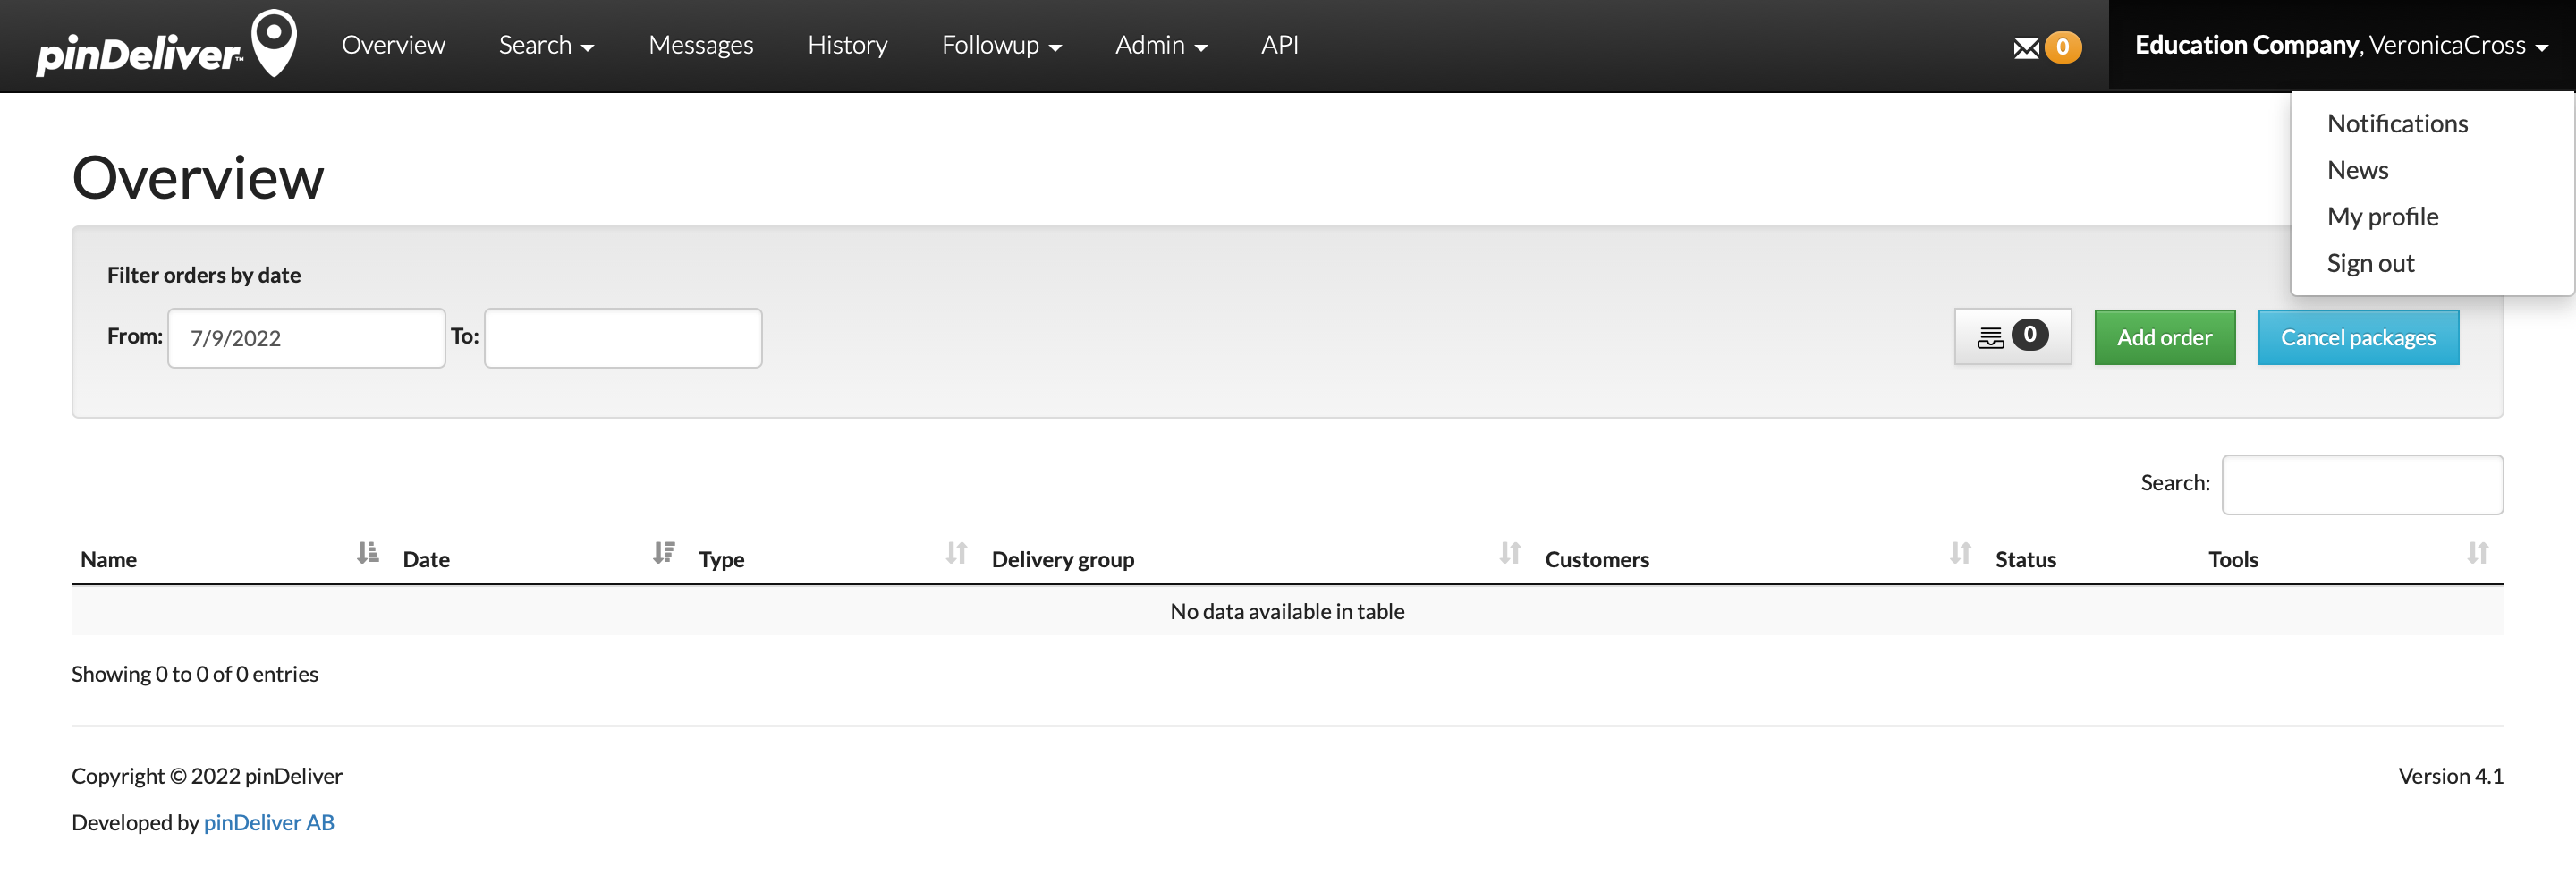 pinDeliver™ Overview Search Messages History Followup Admin API 0 Education Company, VeronicaCross
Notifications
News
My profile
Sign out
Overview
Filter orders by date
From: 7/9/2022 To:
0 Add order Cancel packages
Search:
Name Date Type Delivery group Customers Status Tools
No data available in table
Showing 0 to 0 of 0 entries
Copyright © 2022 pinDeliver Version 4.1
Developed by pinDeliver AB